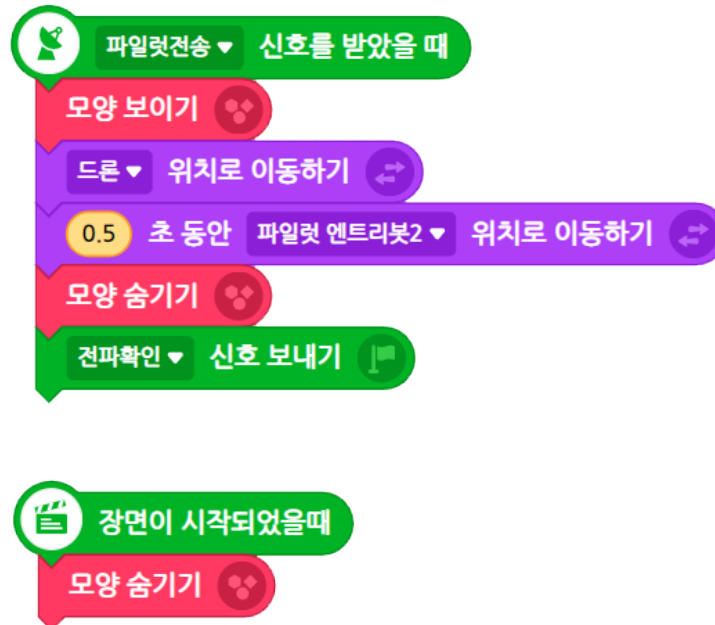 파일럿전송 신호를 받았을 때
모양 보이기
드론 위치로 이동하기
0.5 초 동안 파일럿 엔트리봇2 위치로 이동하기
모양 숨기기
전파확인 신호 보내기
장면이 시작되었을때
모양 숨기기